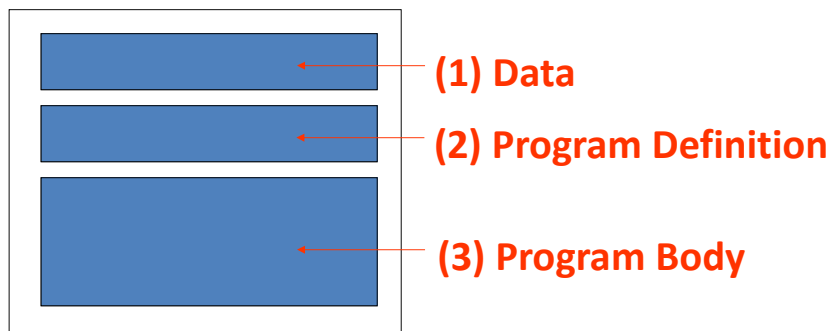 (1) Data
(2) Program Definition
(3) Program Body